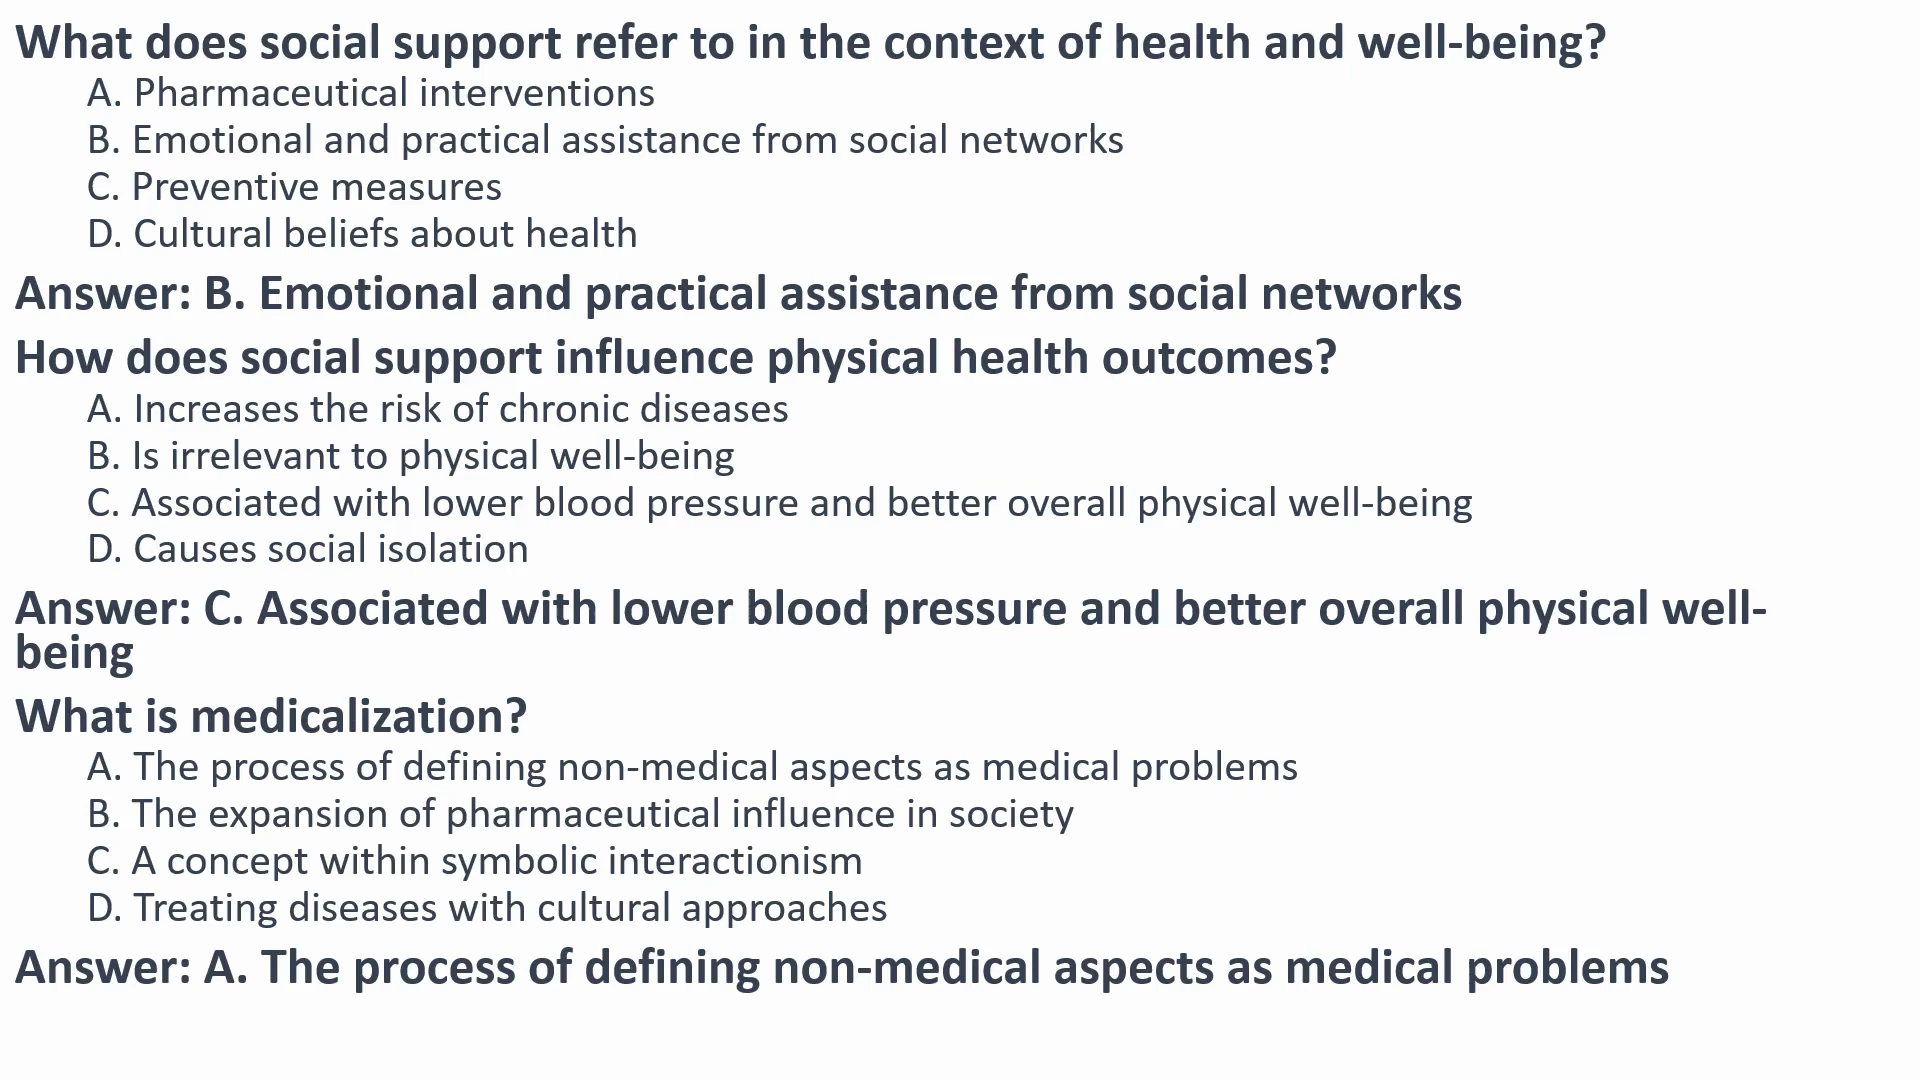 What does social support refer to in the context of health and well-being?
A. Pharmaceutical interventions
B. Emotional and practical assistance from social networks
C. Preventive measures
D. Cultural beliefs about health
Answer: B. Emotional and practical assistance from social networks
How does social support influence physical health outcomes?
A. Increases the risk of chronic diseases
B. Is irrelevant to physical well-being
C. Associated with lower blood pressure and better overall physical well-being
D. Causes social isolation
Answer: C. Associated with lower blood pressure and better overall physical well-
being
What is medicalization?
A. The process of defining non-medical aspects as medical problems
B. The expansion of pharmaceutical influence in society
C. A concept within symbolic interactionism
D. Treating diseases with cultural approaches
Answer: A. The process of defining non-medical aspects as medical problems